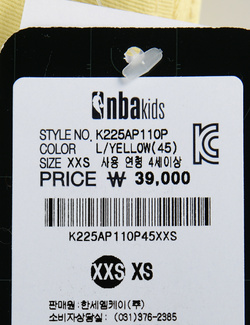 nbakids
STYLE NO. K225AP110P
COLOR L/YELLOW(45)
SIZE XXS 사용 연령 4세이상
PRICE ₩ 39,000
K225AP110P45XXS
XXS XS
판매원: 한세엠케이(주)
소비자상담실: (031)376-2385